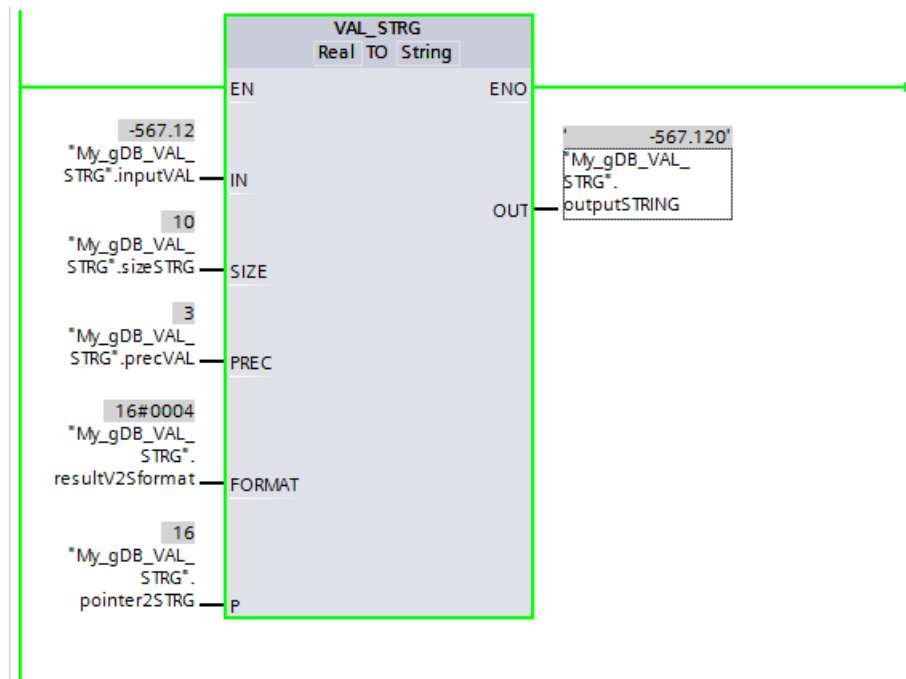 VAL_STRG
Real TO String
EN
ENO
-567.12
"My_gDB_VAL_
STRG".inputVAL
IN
'          -567.120'
"My_gDB_VAL_
STRG".
outputSTRING
OUT
10
"My_gDB_VAL_
STRG".sizeSTRG
SIZE
3
"My_gDB_VAL_
STRG".precVAL
PREC
16#0004
"My_gDB_VAL_
STRG".
resultV2Sformat
FORMAT
16
"My_gDB_VAL_
STRG".
pointer2STRG
P